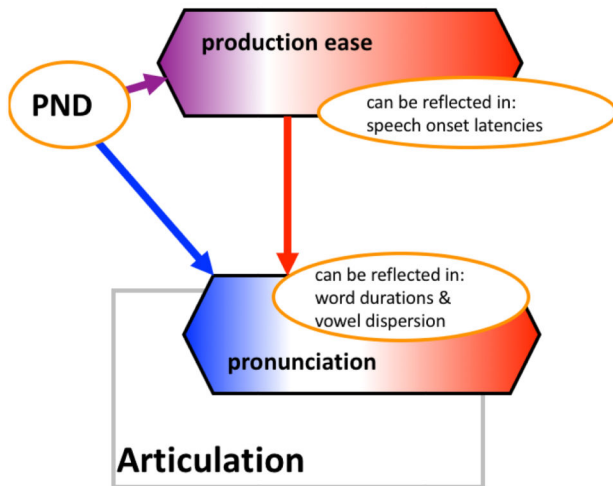 production ease
PND
can be reflected in:
speech onset latencies
can be reflected in:
word durations &
vowel dispersion
pronunciation
Articulation